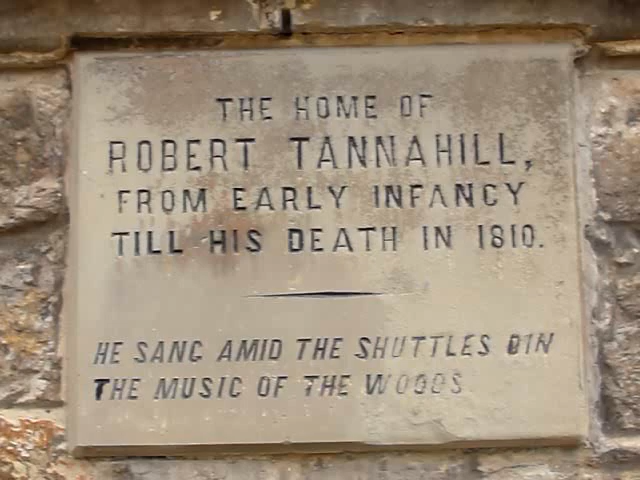 THE HOME OF
ROBERT TANNAHILL,
FROM EARLY INFANCY
TILL HIS DEATH IN 1810.
HE SANG AMID THE SHUTTLES DIN
THE MUSIC OF THE WOODS.